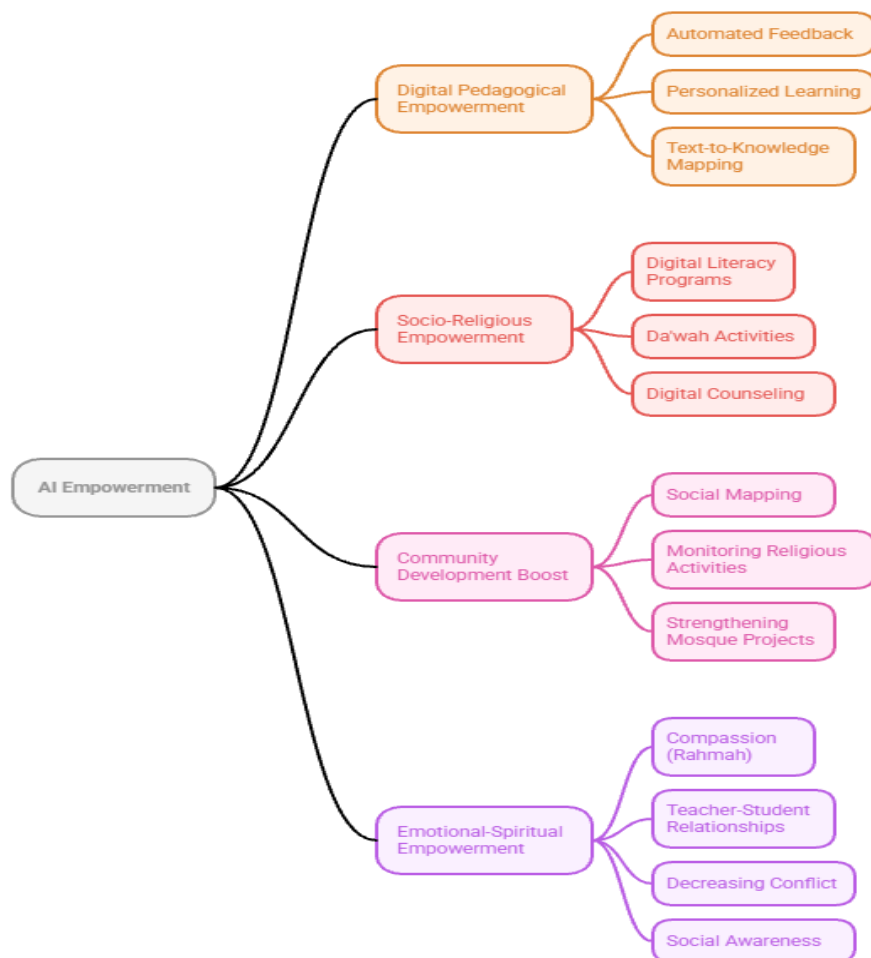 AI Empowerment
Digital Pedagogical
Empowerment
Automated Feedback
Personalized Learning
Text-to-Knowledge
Mapping
Socio-Religious
Empowerment
Digital Literacy
Programs
Da'wah Activities
Digital Counseling
Community
Development Boost
Social Mapping
Monitoring Religious
Activities
Strengthening
Mosque Projects
Emotional-Spiritual
Empowerment
Compassion
(Rahmah)
Teacher-Student
Relationships
Decreasing Conflict
Social Awareness